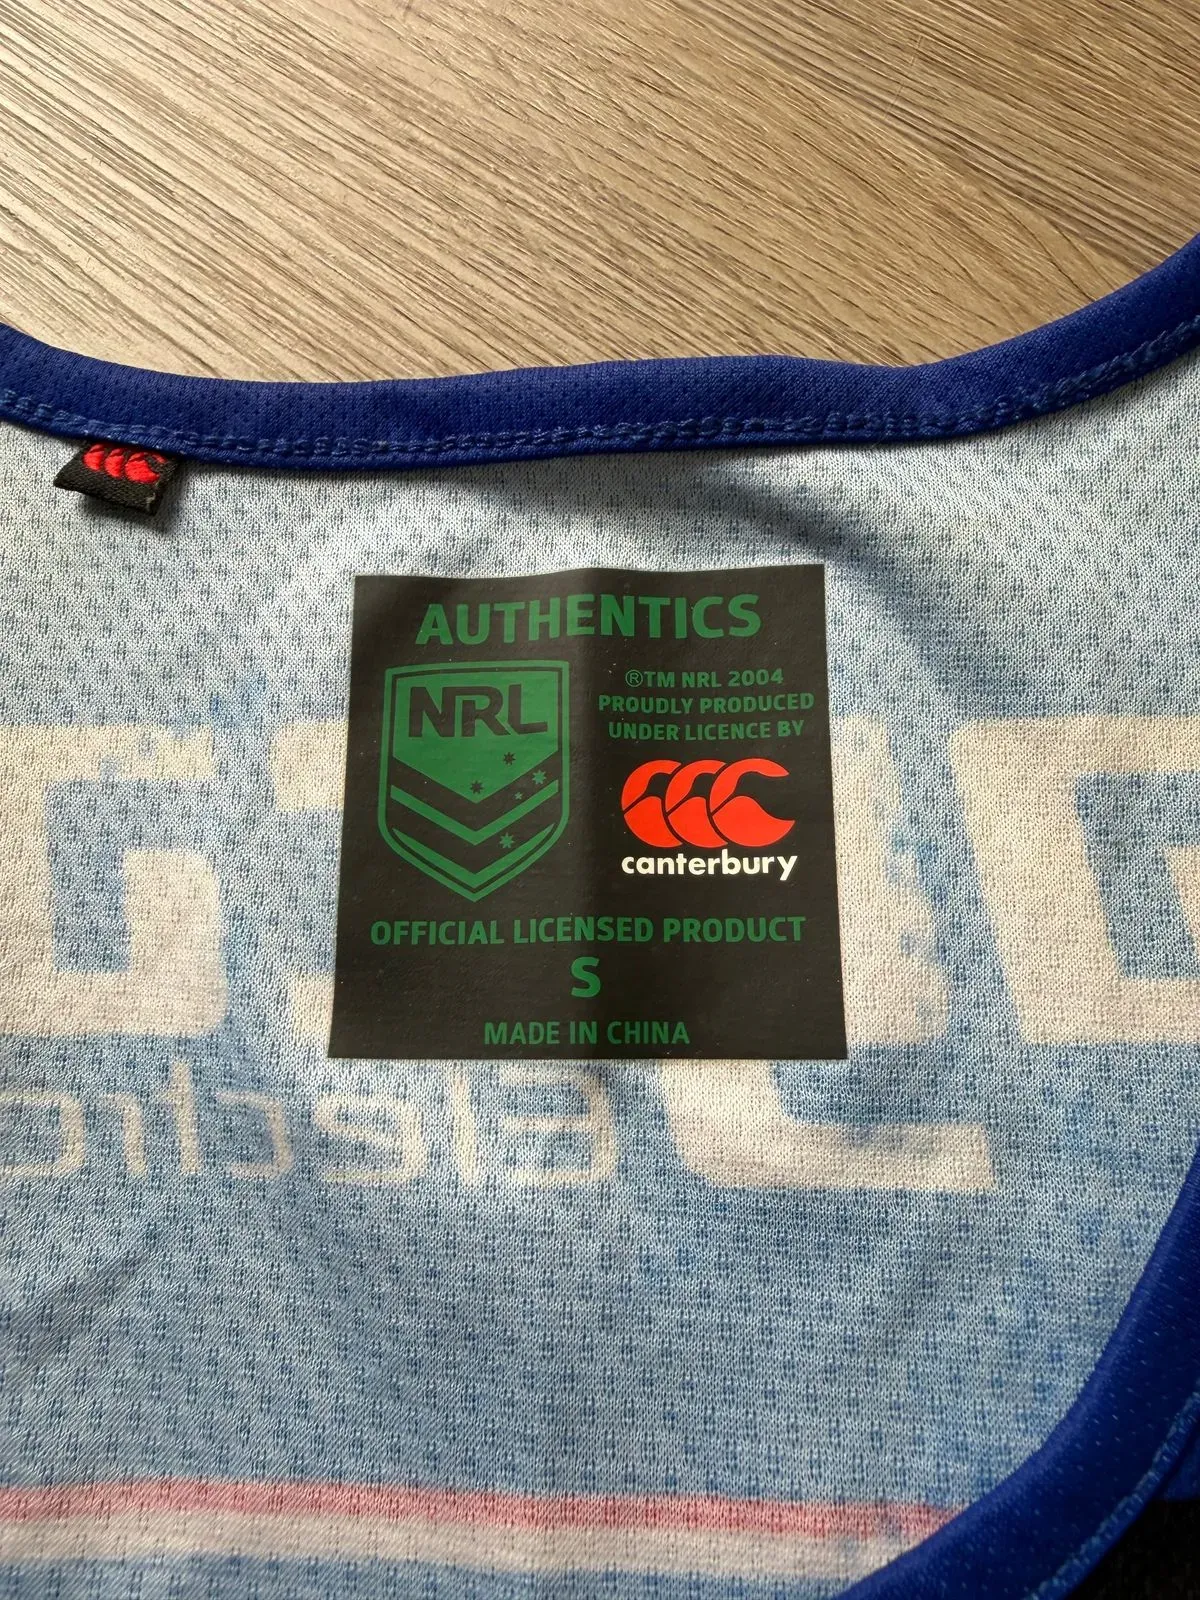 AUTHENTICS
NRL
®TM NRL 2004
PROUDLY PRODUCED
UNDER LICENCE BY
canterbury
OFFICIAL LICENSED PRODUCT
S
MADE IN CHINA